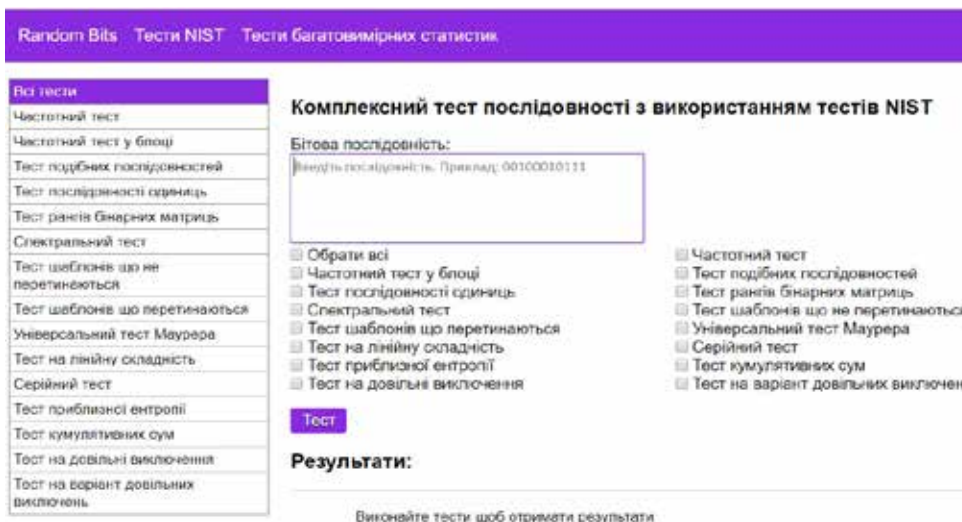 Random Bits Тести NIST Тести багатовимірних статистик
Всі тести
Частотний тест
Частотний тест у блоці
Тест подібних послідовностей
Тест послідовності одиниць
Тест рангів бінарних матриць
Спектральний тест
Тест шаблонів що не
перетинаються
Тест шаблонів що перетинаються
Універсальний тест Маурера
Тест на лінійну складність
Серійний тест
Тест приблизної ентропії
Тест кумулятивних сум
Тест на довільні виключення
Тест на варіант довільних
виключень
Комплексний тест послідовності з використанням тестів NIST
Бітова послідовність:
Введіть послідовність. Приклад: 00100010111
Обрати всі
Частотний тест
Частотний тест у блоці
Тест подібних послідовностей
Тест послідовності одиниць
Тест рангів бінарних матриць
Спектральний тест
Тест шаблонів що не перетинаються
Тест шаблонів що перетинаються
Універсальний тест Маурера
Тест на лінійну складність
Серійний тест
Тест приблизної ентропії
Тест кумулятивних сум
Тест на довільні виключення
Тест на варіант довільних виключен
Тест
Результати:
Виконайте тести щоб отримати результати